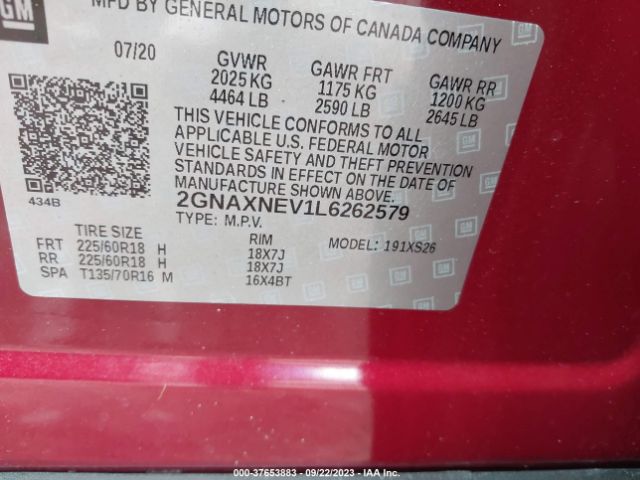 GM
MFD BY GENERAL MOTORS OF CANADA COMPANY
07/20
GVWR GAWR FRT GAWR RR
2025 KG 1175 KG 1200 KG
4464 LB 2590 LB 2645 LB
THIS VEHICLE CONFORMS TO ALL
APPLICABLE U.S. FEDERAL MOTOR
VEHICLE SAFETY AND THEFT PREVENTION
STANDARDS IN EFFECT ON THE DATE OF
MANUFACTURE SHOWN ABOVE.
434B
2GNAXNEV1L6262579
TYPE: M.P.V.
MODEL: 191XS26
TIRE SIZE RIM
FRT 225/60R18 H 18X7J
RR 225/60R18 H 18X7J
SPA T135/70R16 M 16X4BT
000-37653883 - 09/22/2023 - IAA Inc.